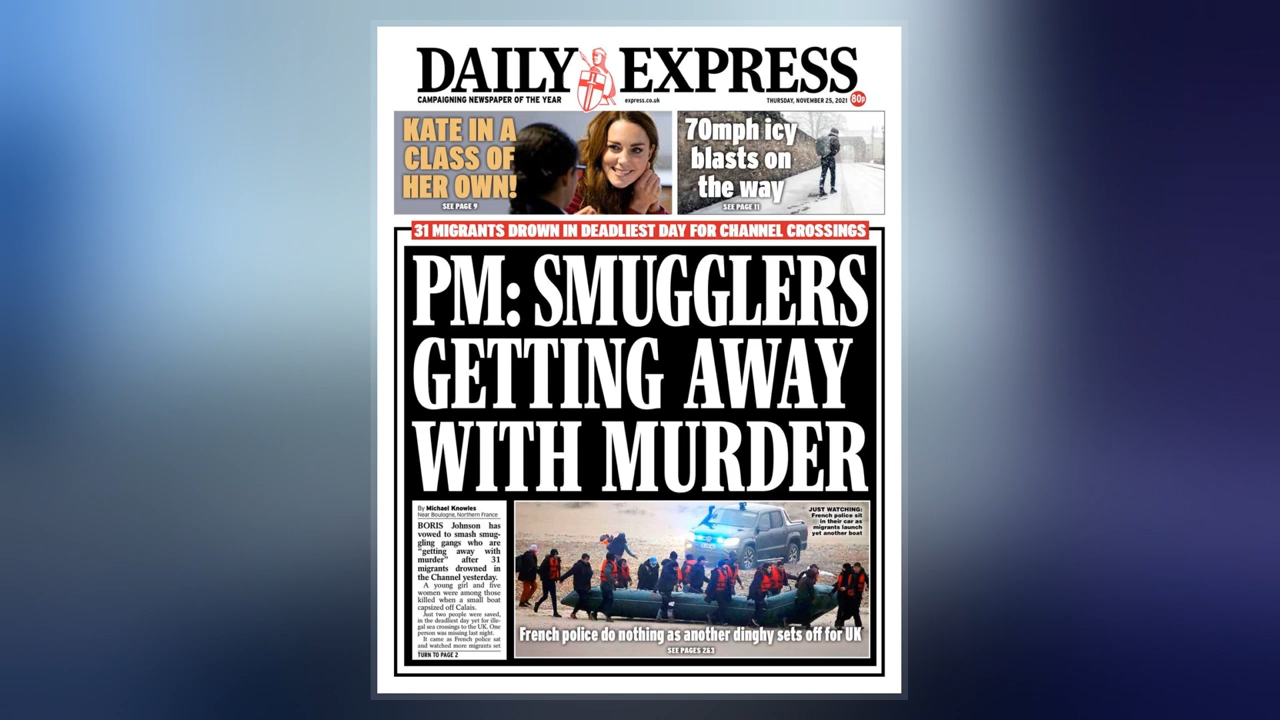 DAILY EXPRESS
CAMPAIGNING NEWSPAPER OF THE YEAR
express.co.uk
THURSDAY, NOVEMBER 25, 2021
80p
KATE IN A
CLASS OF
HER OWN!
SEE PAGE 9
70mph icy
blasts on
the way
SEE PAGE 11
31 MIGRANTS DROWN IN DEADLIEST DAY FOR CHANNEL CROSSINGS
PM: SMUGGLERS
GETTING AWAY
WITH MURDER
By Michael Knowles
Near Boulogne, Northern France
BORIS Johnson has
vowed to smash smug-
gling gangs who are
"getting away with
murder" after 31
migrants drowned in
the Channel yesterday.
A young girl and five
women were among those
killed when a small boat
capsized off Calais.
Just two people were saved,
in the deadliest day yet for ille-
gal sea crossings to the UK. One
person was missing last night.
It came as French police sat
and watched more migrants set
TURN TO PAGE 2
JUST WATCHING:
French police sit
in their car as
migrants launch
yet another boat
French police do nothing as another dinghy sets off for UK
SEE PAGES 2&3